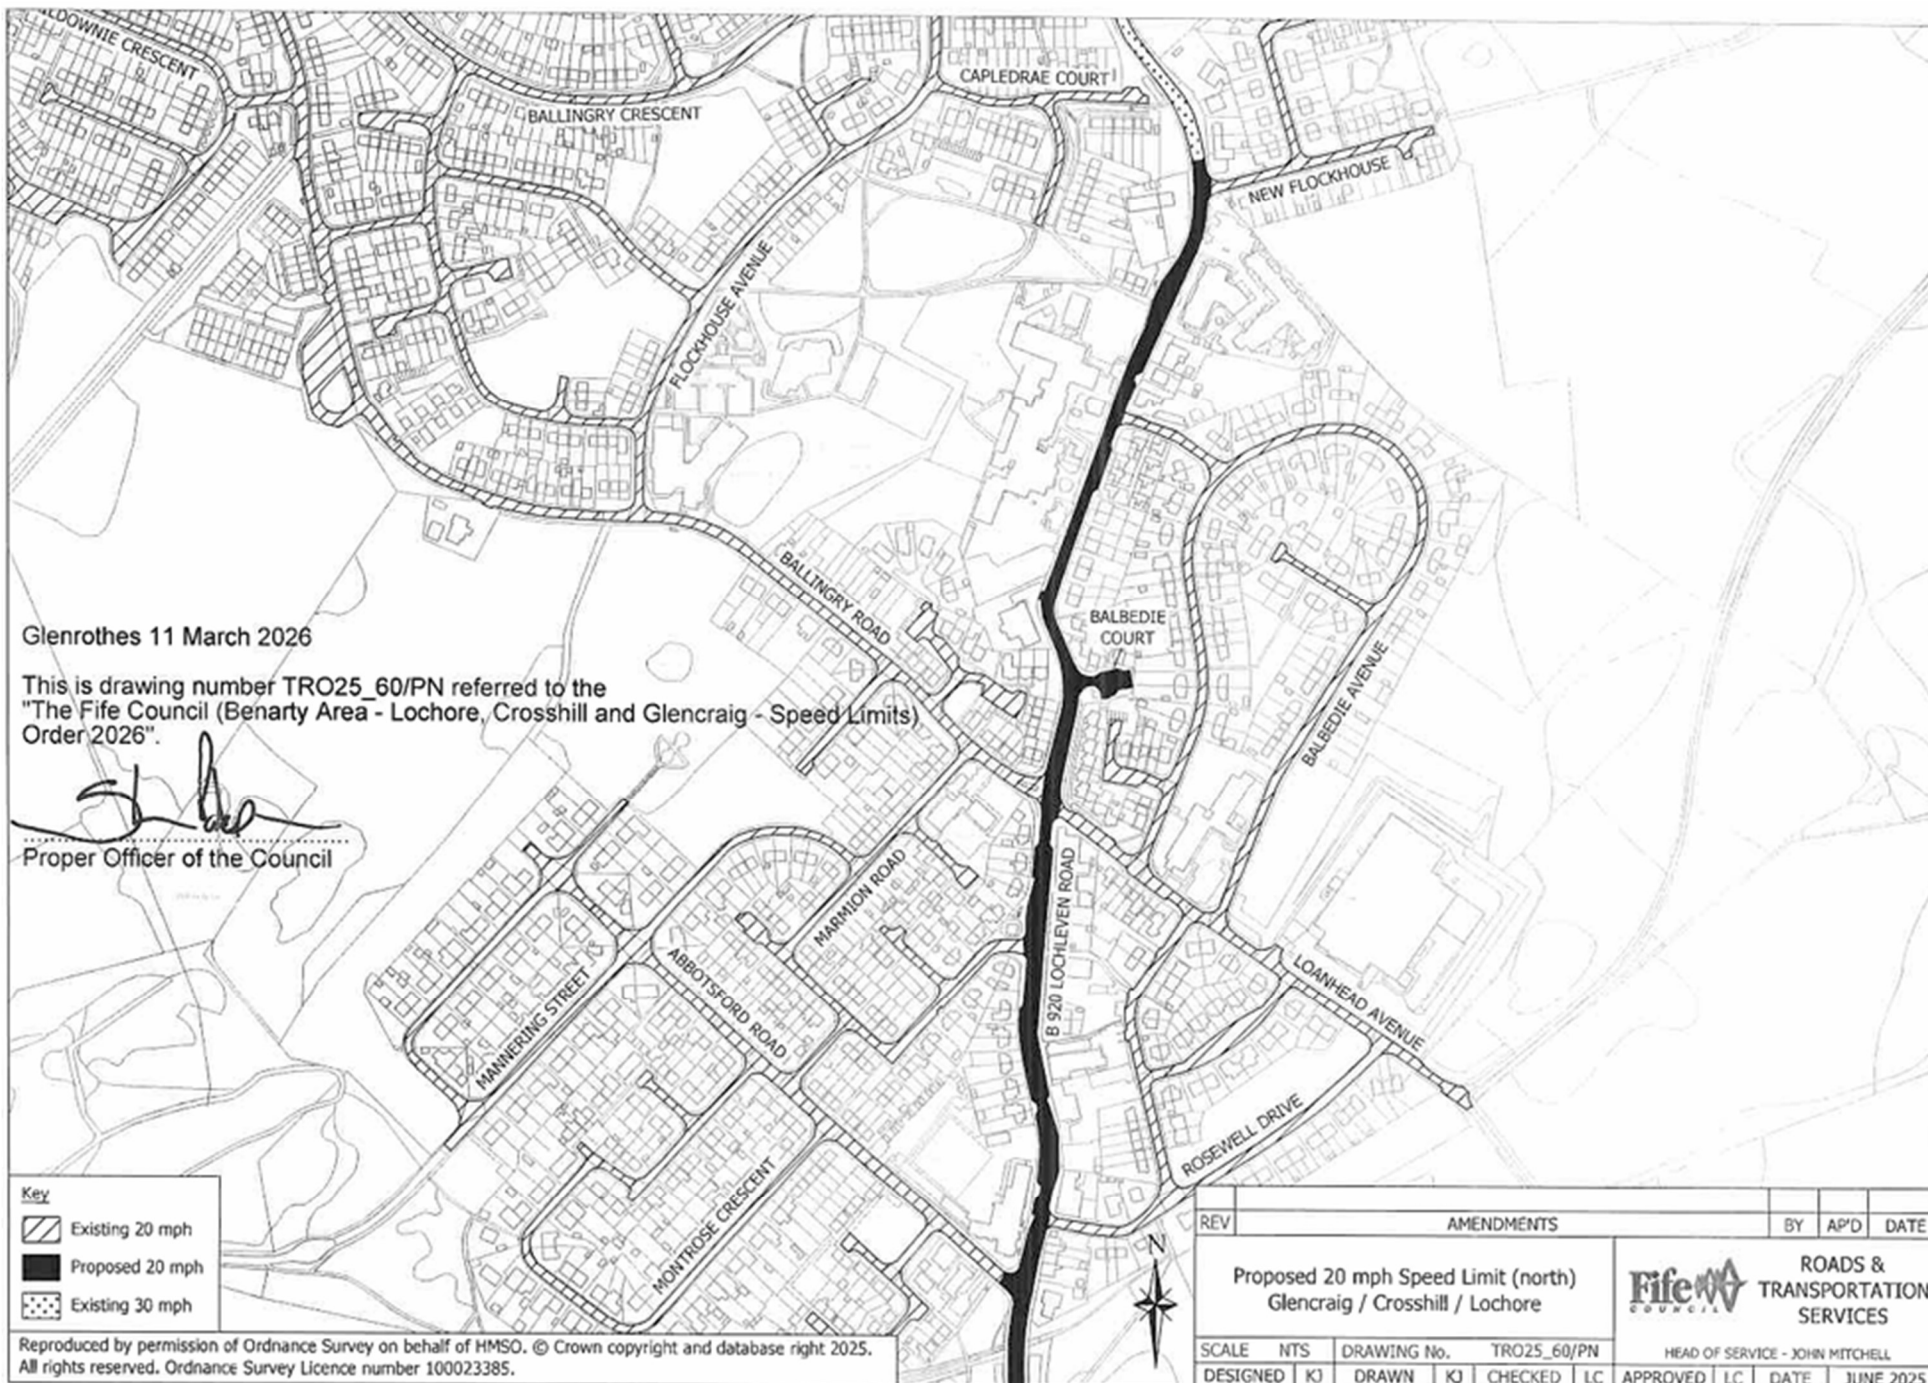 ILDOWNIE CRESCENT
BALLINGRY CRESCENT
CAPLEDRAE COURT
NEW FLOCKHOUSE
FLOCKHOUSE AVENUE
BALLINGRY ROAD
BALBEDIE
COURT
BALBEDIE AVENUE
Glenrothes 11 March 2026
This is drawing number TRO25_60/PN referred to the
"The Fife Council (Benarty Area - Lochore, Crosshill and Glencraig - Speed Limits)
Order 2026".
Proper Officer of the Council
MARMION ROAD
B 920 LOCHLEVEN ROAD
ABBOTSFORD ROAD
MANNERING STREET
LOANHEAD AVENUE
ROSEWELL DRIVE
MONTROSE CRESCENT
Key
Existing 20 mph
Proposed 20 mph
Existing 30 mph
Reproduced by permission of Ordnance Survey on behalf of HMSO. © Crown copyright and database right 2025.
All rights reserved. Ordnance Survey Licence number 100023385.
N
REV AMENDMENTS BY AP'D DATE
Proposed 20 mph Speed Limit (north)
Glencraig / Crosshill / Lochore
Fife
COUNCIL
ROADS &
TRANSPORTATION
SERVICES
HEAD OF SERVICE - JOHN MITCHELL
SCALE NTS DRAWING No. TRO25_60/PN
DESIGNED KJ DRAWN KJ CHECKED LC APPROVED LC DATE JUNE 2025